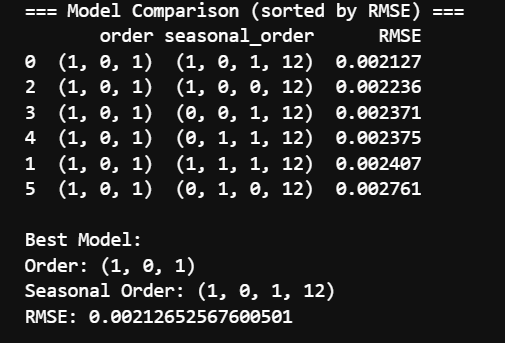 === Model Comparison (sorted by RMSE) ===
order seasonal_order RMSE
0 (1, 0, 1) (1, 0, 1, 12) 0.002127
2 (1, 0, 1) (1, 0, 0, 12) 0.002236
3 (1, 0, 1) (0, 0, 1, 12) 0.002371
4 (1, 0, 1) (0, 1, 1, 12) 0.002375
1 (1, 0, 1) (1, 1, 1, 12) 0.002407
5 (1, 0, 1) (0, 1, 0, 12) 0.002761
Best Model:
Order: (1, 0, 1)
Seasonal Order: (1, 0, 1, 12)
RMSE: 0.00212652567600501